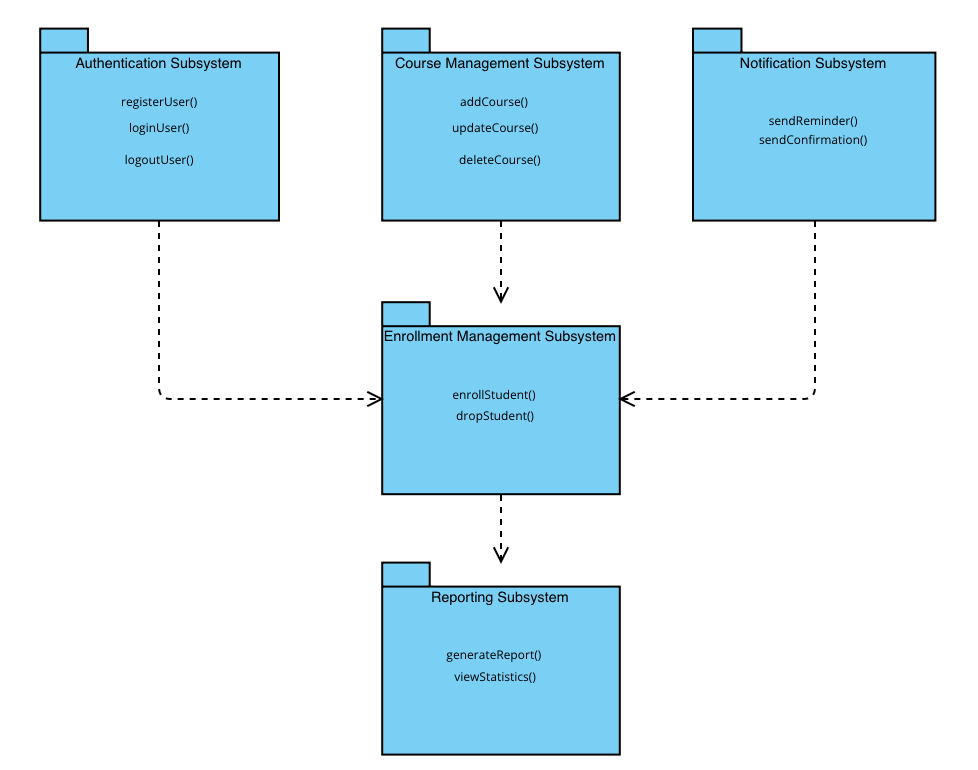 Authentication Subsystem
registerUser()
loginUser()
logoutUser()
Course Management Subsystem
addCourse()
updateCourse()
deleteCourse()
Notification Subsystem
sendReminder()
sendConfirmation()
Enrollment Management Subsystem
enrollStudent()
dropStudent()
Reporting Subsystem
generateReport()
viewStatistics()